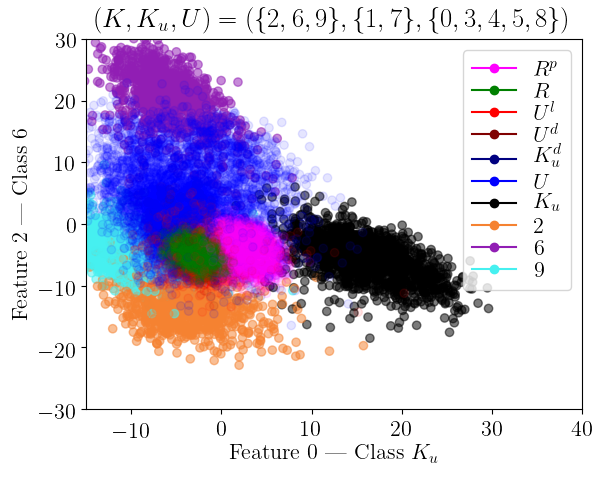 (K, K_u, U) = ({2, 6, 9}, {1, 7}, {0, 3, 4, 5, 8})
30
20
10
0
−10
−20
−30
Feature 2 — Class 6
R^p
R
U^l
U^d
K_u^d
U
K_u
2
6
9
−10
0
10
20
30
40
Feature 0 — Class K_u